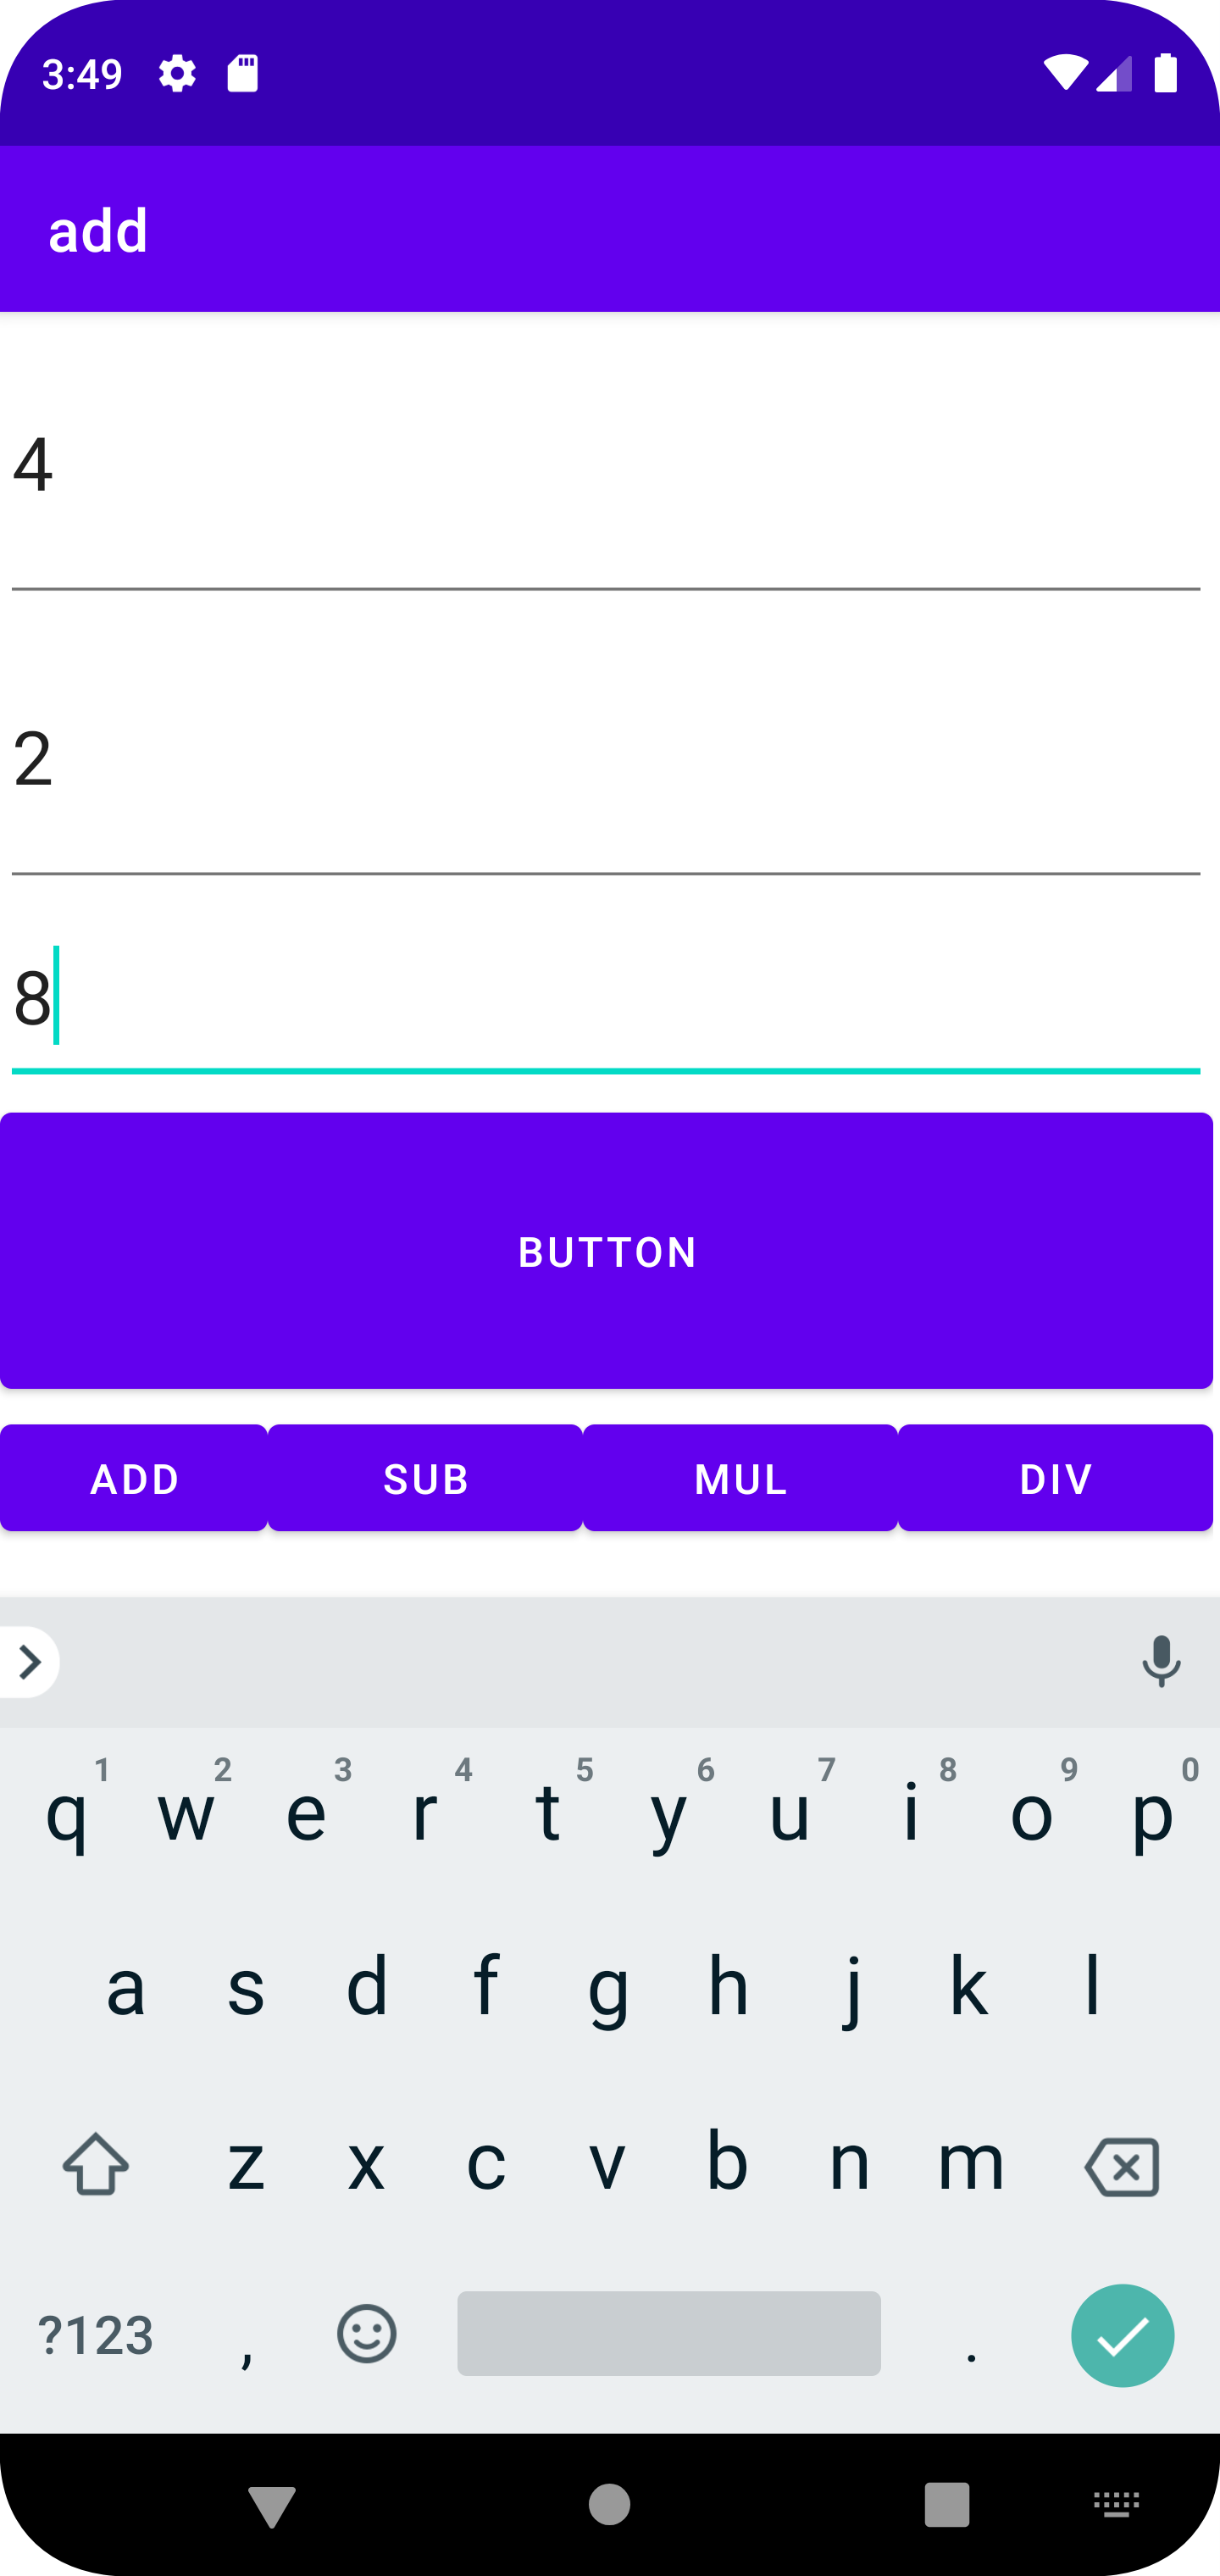 3:49
add
4
2
8
BUTTON
ADD SUB MUL DIV
1 2 3 4 5 6 7 8 9 0
q w e r t y u i o p
a s d f g h j k l
z x c v b n m
?123 , .